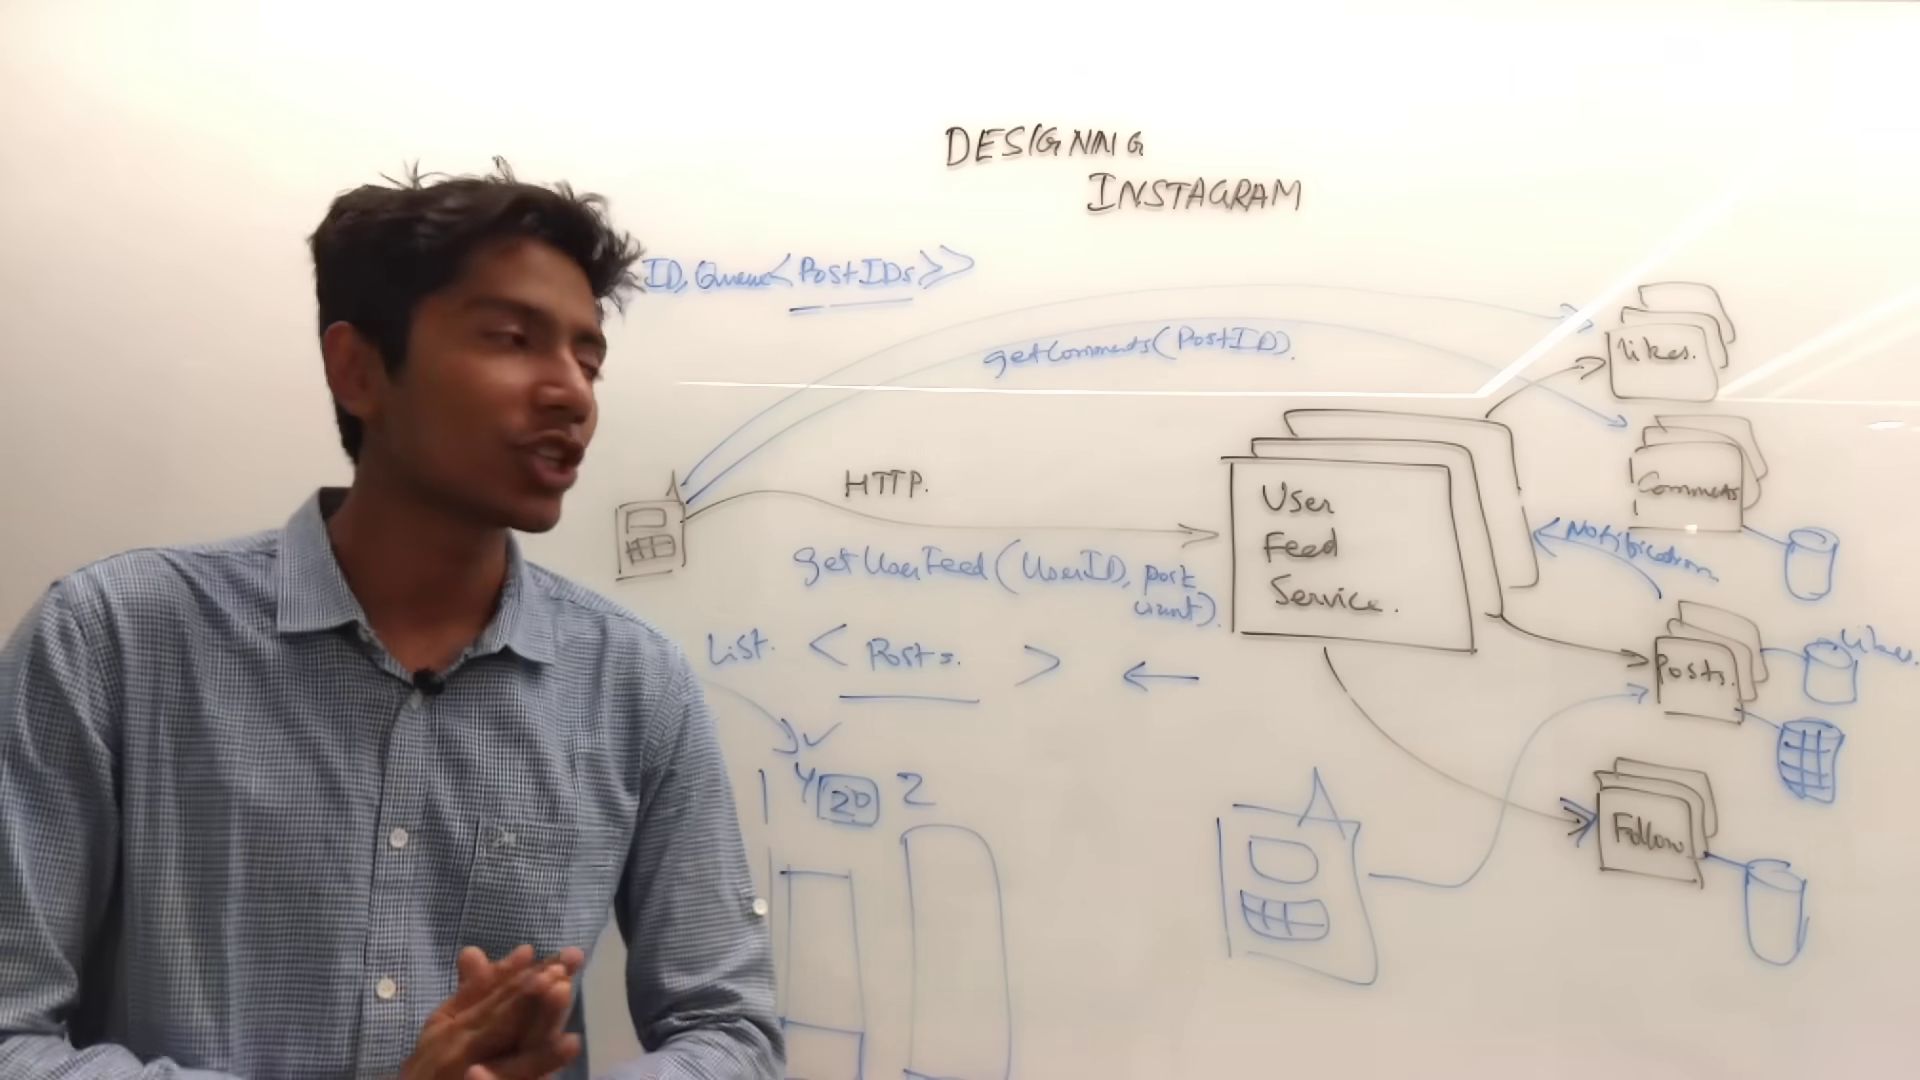 DESIGNING
INSTAGRAM
ID, Queue<PostIDs>>
getComments(PostID).
likes.
Comments
HTTP.
User
Feed
Service.
Notification
getUserFeed(UserID, post
count).
List. < Posts. >
Posts.
likes.
1 4 20 2
Follow